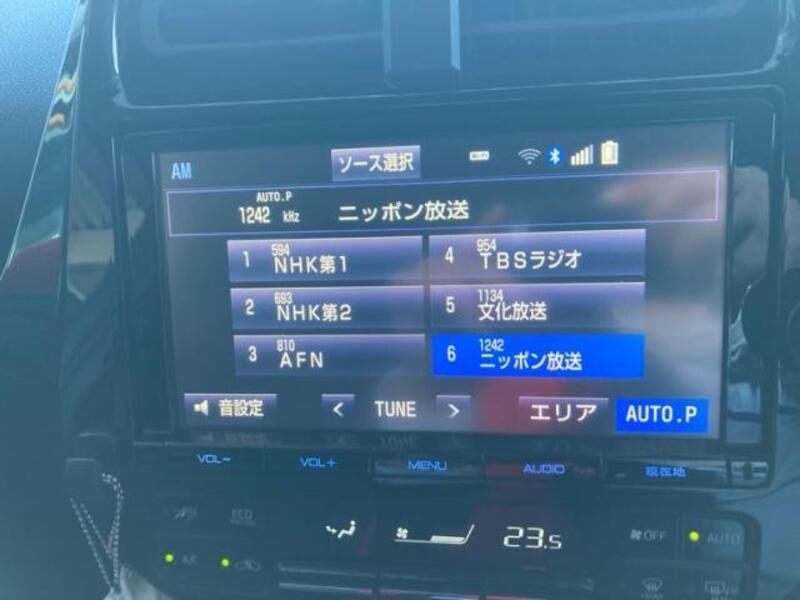 AM
ソース選択
Wi-Fi
AUTO.P
1242 kHz ニッポン放送
1 594 NHK第1
4 954 TBSラジオ
2 693 NHK第2
5 1134 文化放送
3 810 AFN
6 1242 ニッポン放送
音設定 < TUNE > エリア AUTO.P
VOL- VOL+ MENU AUDIO 現在地
ECO
23.5 OFF AUTO
A/C